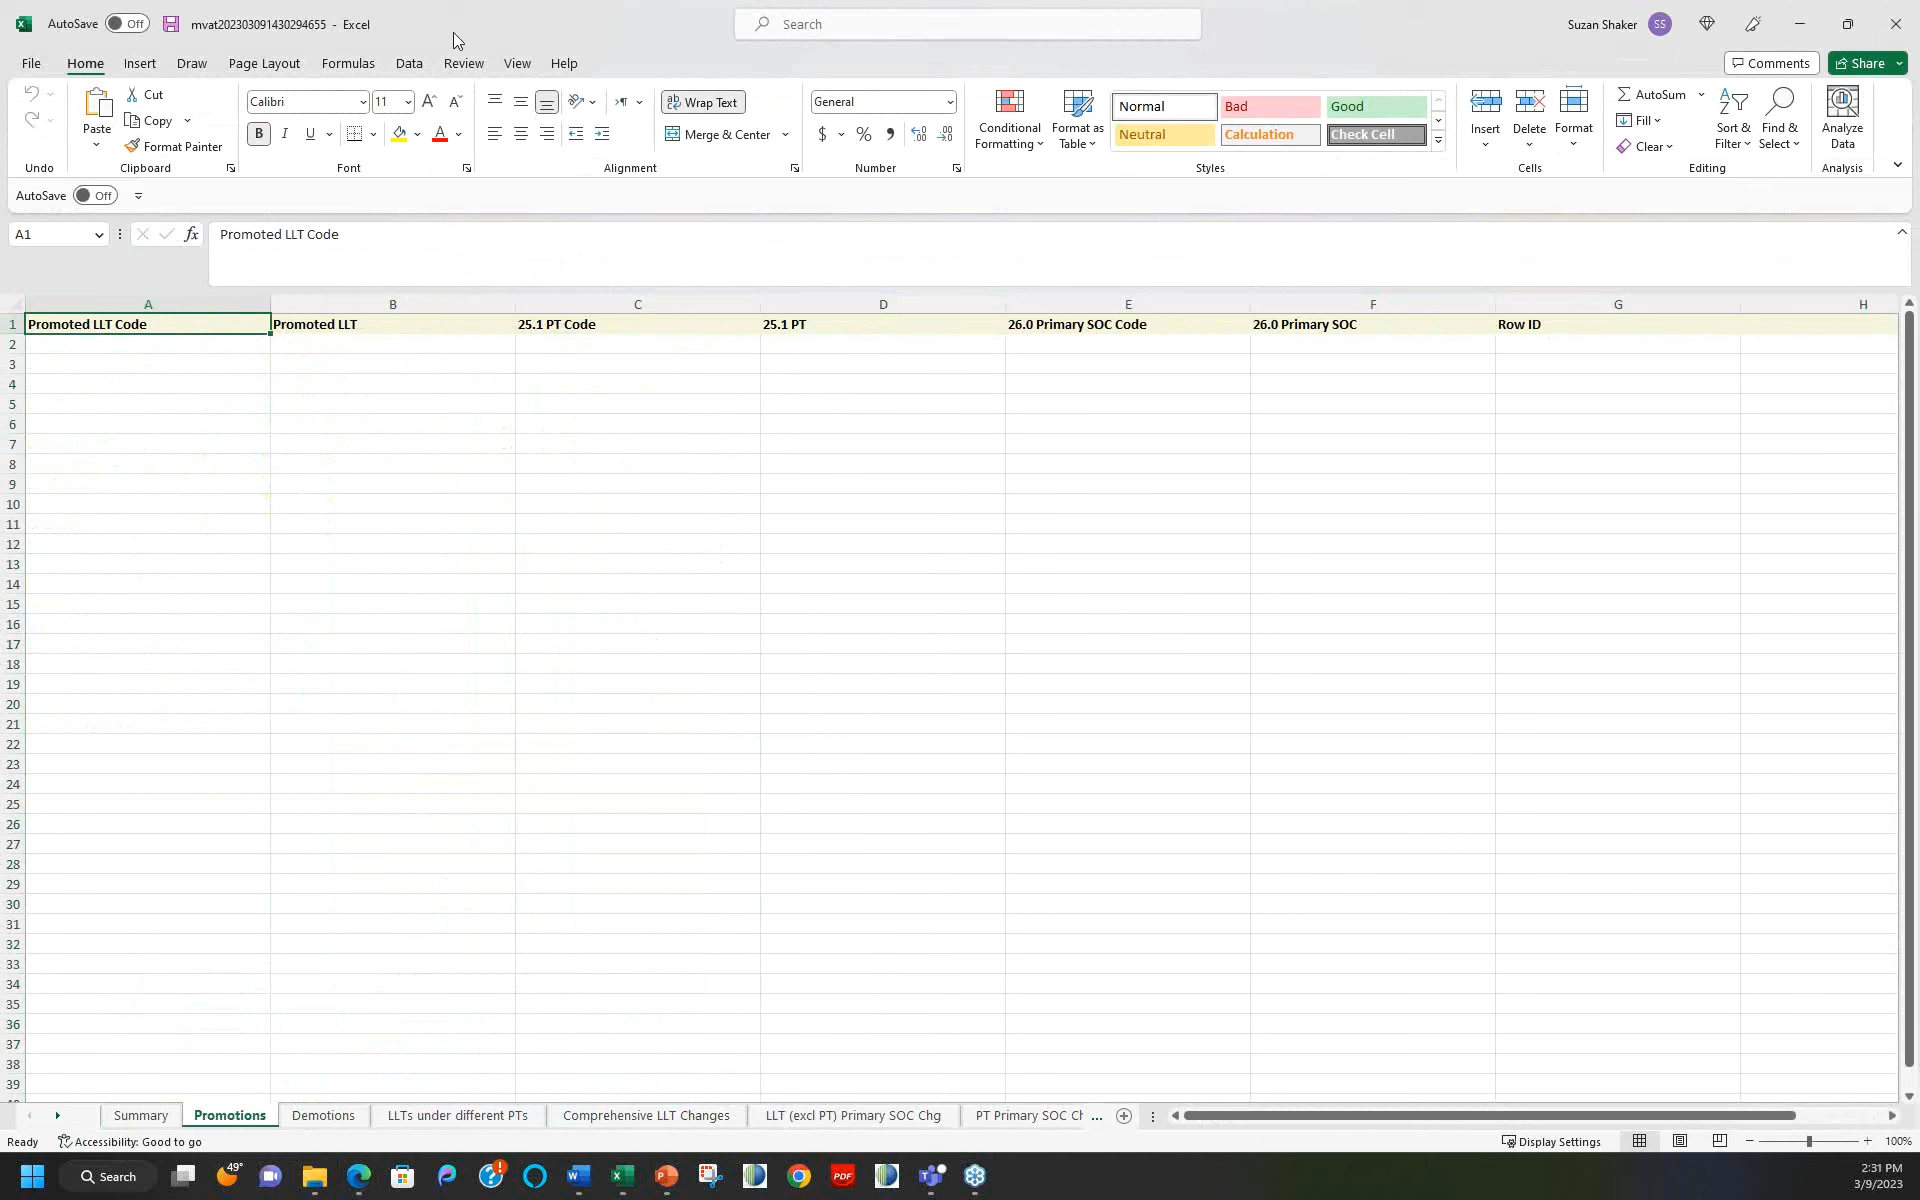 AutoSave Off mvat202303091430294655 - Excel Search Suzan Shaker SS
File Home Insert Draw Page Layout Formulas Data Review View Help Comments Share
Paste Cut Copy Format Painter
Calibri 11 B I U A
ab Wrap Text Merge & Center
General $ %
Conditional Formatting Format as Table Normal Bad Good Neutral Calculation Check Cell
Insert Delete Format AutoSum Fill Clear Sort & Filter Find & Select Analyze Data
Undo Clipboard Font Alignment Number Styles Cells Editing Analysis
AutoSave Off
A1 fx Promoted LLT Code
A B C D E F G H
1 Promoted LLT Code Promoted LLT 25.1 PT Code 25.1 PT 26.0 Primary SOC Code 26.0 Primary SOC Row ID
2
3
4
5
6
7
8
9
10
11
12
13
14
15
16
17
18
19
20
21
22
23
24
25
26
27
28
29
30
31
32
33
34
35
36
37
38
39
Summary Promotions Demotions LLTs under different PTs Comprehensive LLT Changes LLT (excl PT) Primary SOC Chg PT Primary SOC Ch ...
Ready Accessibility: Good to go Display Settings 100%
49° Search PDF 2:31 PM
3/9/2023